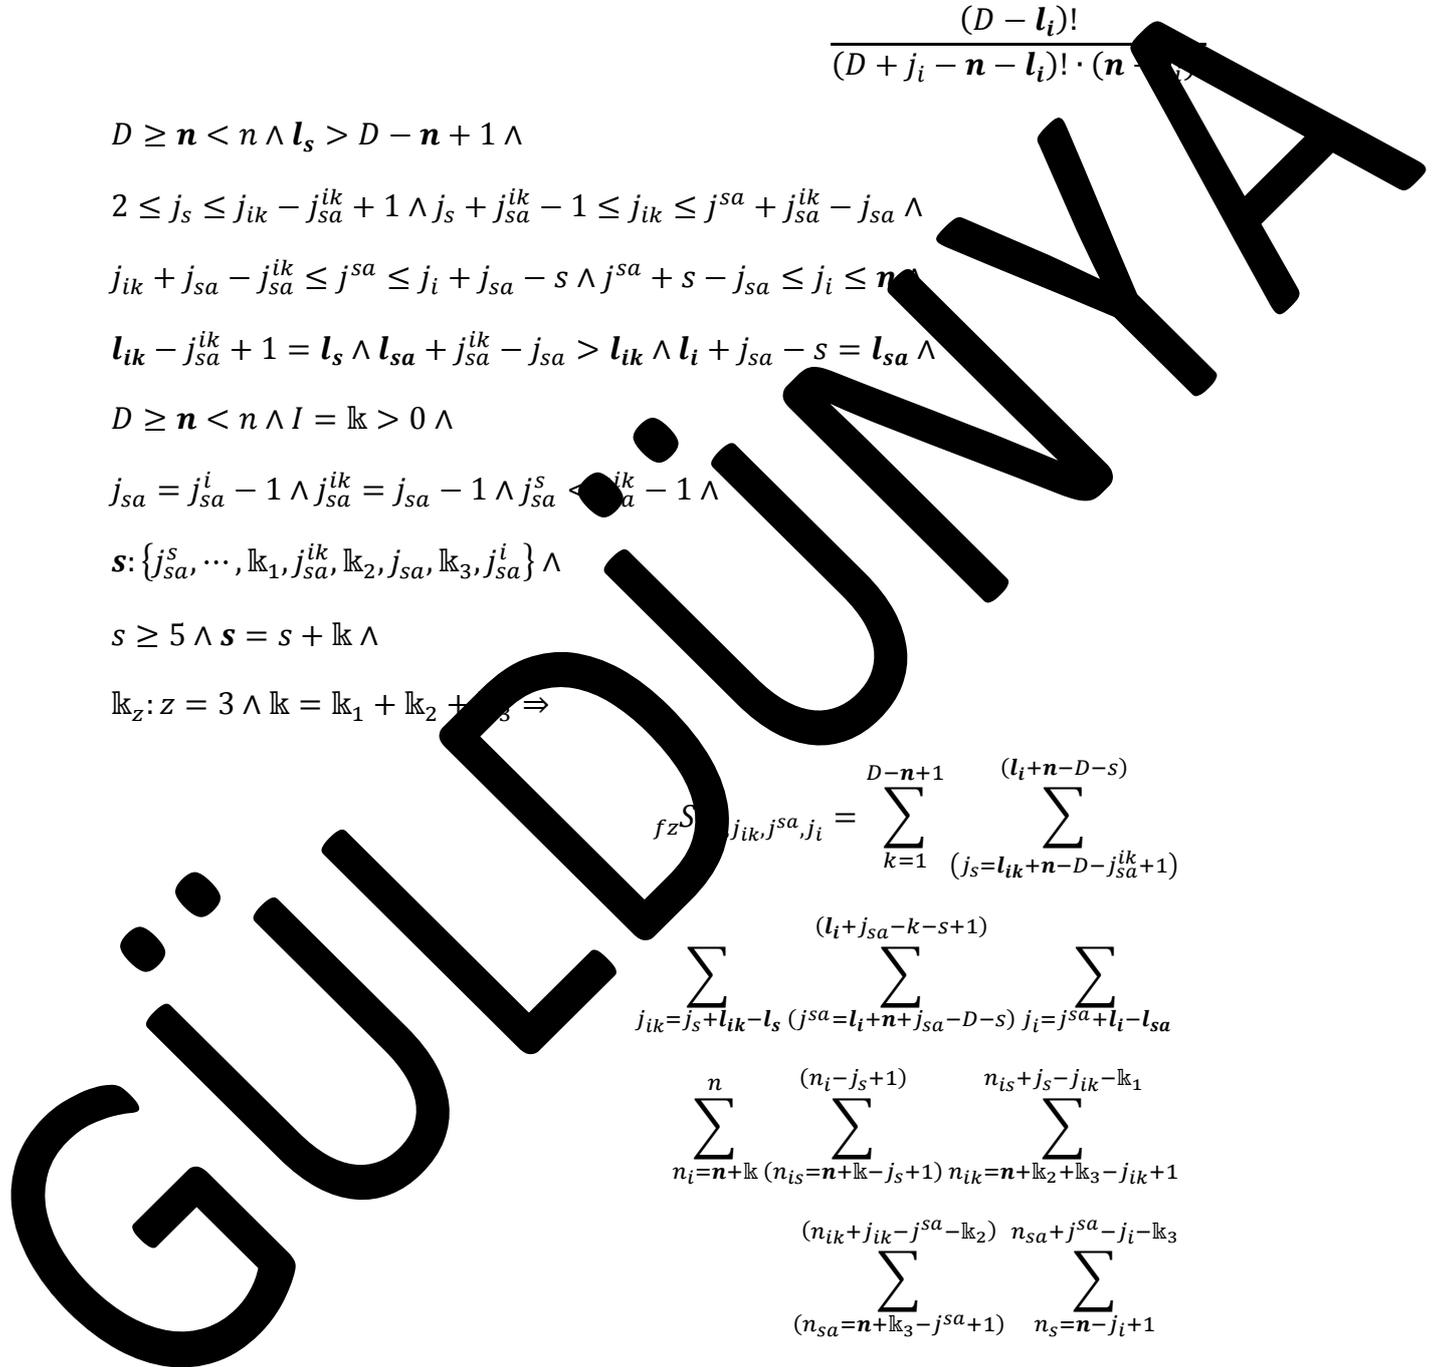 (D − l_i)!
(D + j_i − n − l_i)! · (n
D ≥ n < n ∧ l_s > D − n + 1 ∧
2 ≤ j_s ≤ j_ik − j_sa^ik + 1 ∧ j_s + j_sa^ik − 1 ≤ j_ik ≤ j^sa + j_sa^ik − j_sa ∧
j_ik + j_sa − j_sa^ik ≤ j^sa ≤ j_i + j_sa − s ∧ j^sa + s − j_sa ≤ j_i ≤ n ∧
l_ik − j_sa^ik + 1 = l_s ∧ l_sa + j_sa^ik − j_sa > l_ik ∧ l_i + j_sa − s = l_sa ∧
D ≥ n < n ∧ I = 𝕜 > 0 ∧
j_sa = j_sa^i − 1 ∧ j_sa^ik = j_sa − 1 ∧ j_sa^s < − 1 ∧
s: {j_sa^s, ⋯ , 𝕜_1, j_sa^ik, 𝕜_2, j_sa, 𝕜_3, j_sa^i} ∧
s ≥ 5 ∧ s = s + 𝕜 ∧
𝕜_z: z = 3 ∧ 𝕜 = 𝕜_1 + 𝕜_2 + ⇒
D−n+1 (l_i+n−D−s)
fz S j_ik,j^sa,j_i = ∑ ∑
k=1 (j_s=l_ik+n−D−j_sa^ik+1)
(l_i+j_sa−k−s+1)
∑ ∑ ∑
j_ik=j_s+l_ik−l_s (j^sa=l_i+n+j_sa−D−s) j_i=j^sa+l_i−l_sa
n (n_i−j_s+1) n_is+j_s−j_ik−𝕜_1
∑ ∑ ∑
n_i=n+𝕜 (n_is=n+𝕜−j_s+1) n_ik=n+𝕜_2+𝕜_3−j_ik+1
(n_ik+j_ik−j^sa−𝕜_2) n_sa+j^sa−j_i−𝕜_3
∑ ∑
(n_sa=n+𝕜_3−j^sa+1) n_s=n−j_i+1
GÜLDÜNYA